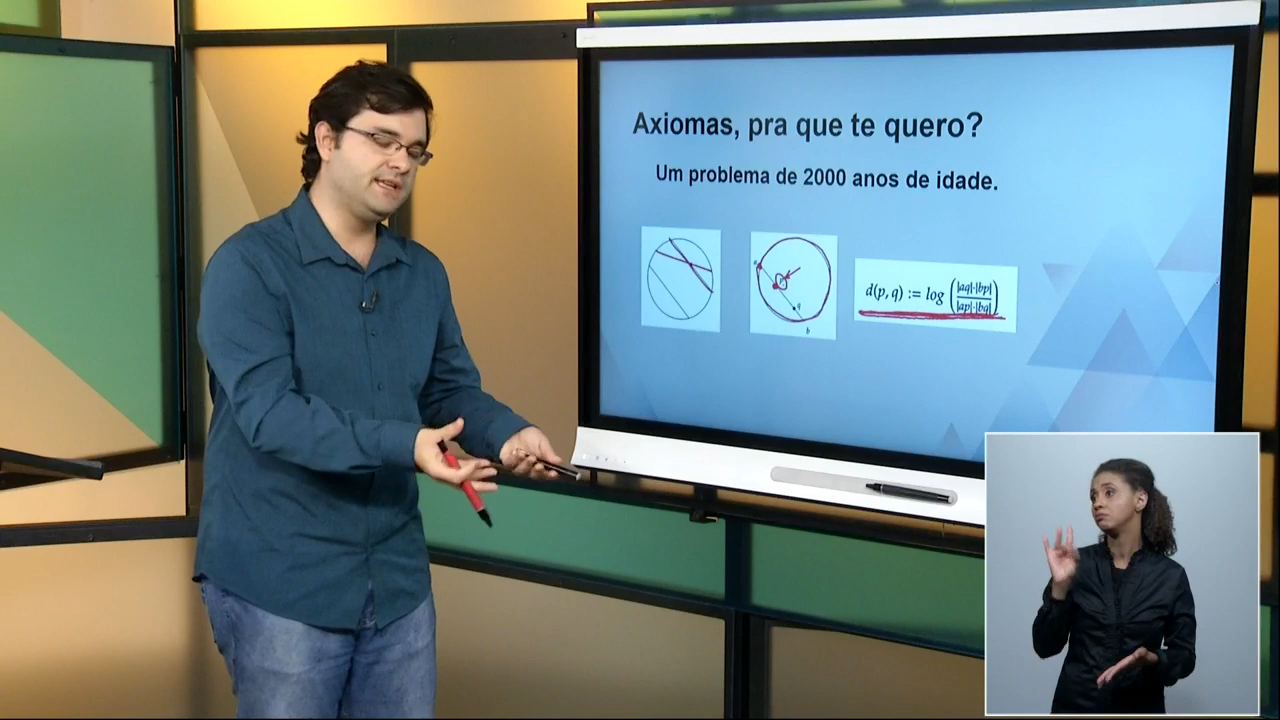 Axiomas, pra que te quero?
Um problema de 2000 anos de idade.
d(p, q) := log (|aq|·|bp| / |ap|·|bq|)
q
b